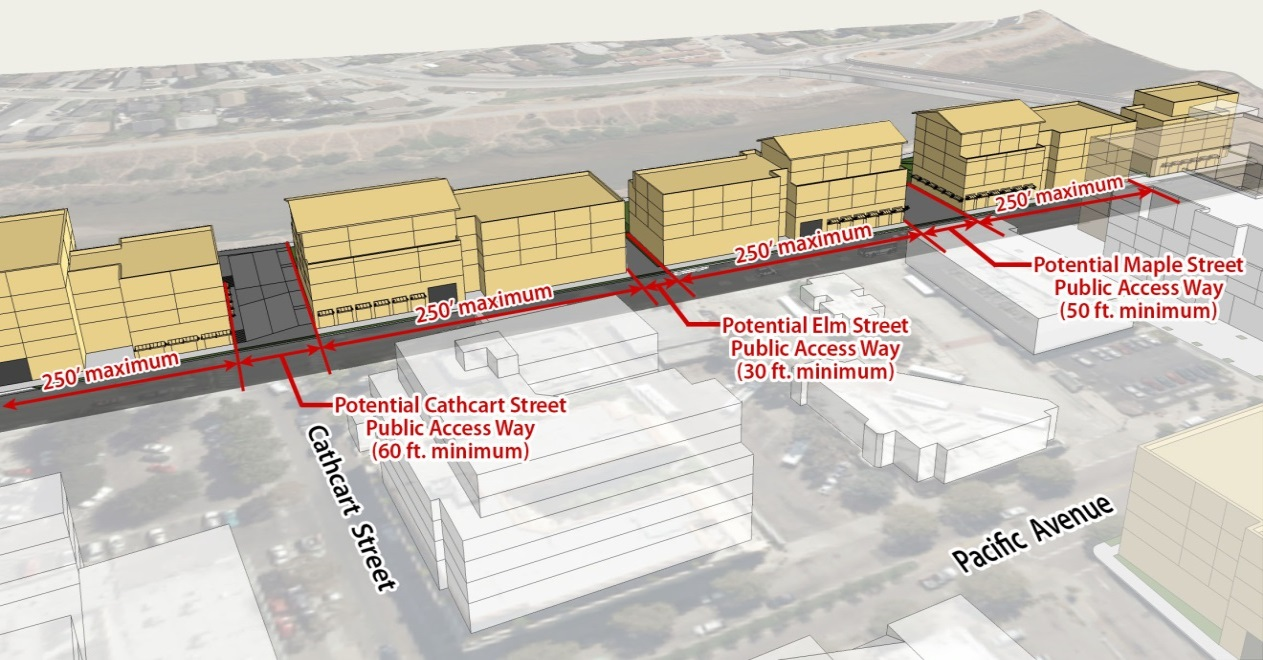 250' maximum
Potential Maple Street
Public Access Way
(50 ft. minimum)
250' maximum
Potential Elm Street
Public Access Way
(30 ft. minimum)
250' maximum
250' maximum
Potential Cathcart Street
Public Access Way
(60 ft. minimum)
Cathcart Street
Pacific Avenue